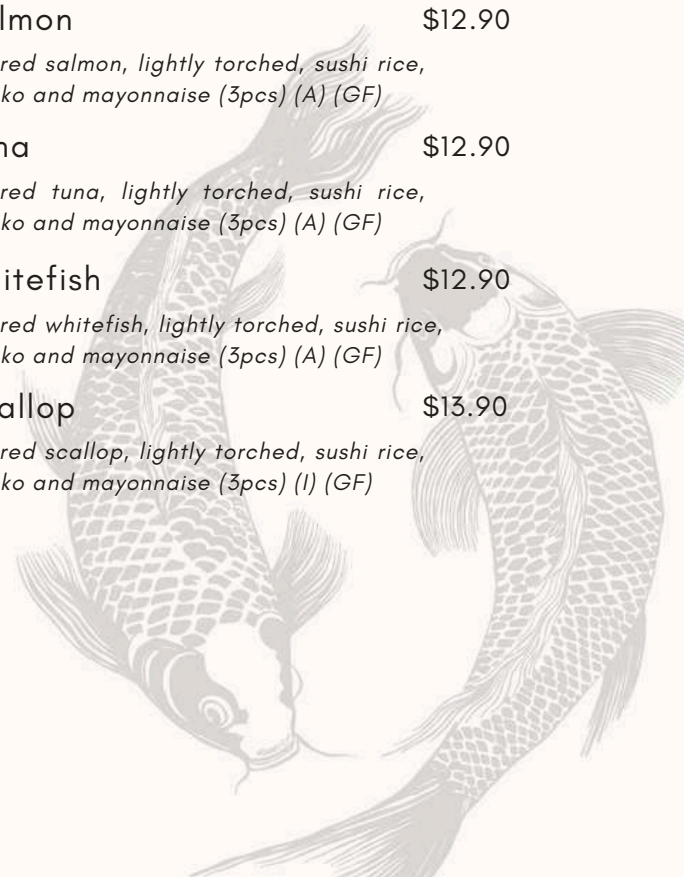 lmon $12.90
red salmon, lightly torched, sushi rice,
ko and mayonnaise (3pcs) (A) (GF)
na $12.90
red tuna, lightly torched, sushi rice,
ko and mayonnaise (3pcs) (A) (GF)
itefish $12.90
red whitefish, lightly torched, sushi rice,
ko and mayonnaise (3pcs) (A) (GF)
allop $13.90
red scallop, lightly torched, sushi rice,
ko and mayonnaise (3pcs) (I) (GF)